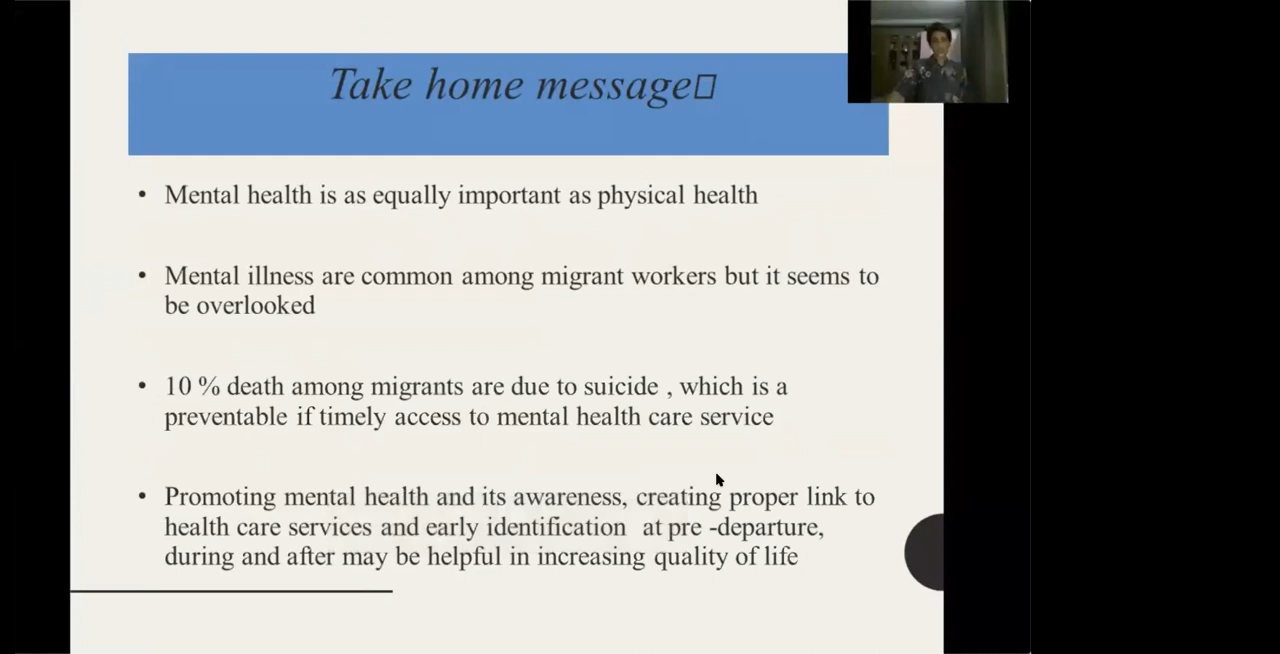 Take home message
• Mental health is as equally important as physical health
• Mental illness are common among migrant workers but it seems to
be overlooked
• 10 % death among migrants are due to suicide , which is a
preventable if timely access to mental health care service
• Promoting mental health and its awareness, creating proper link to
health care services and early identification  at pre -departure,
during and after may be helpful in increasing quality of life